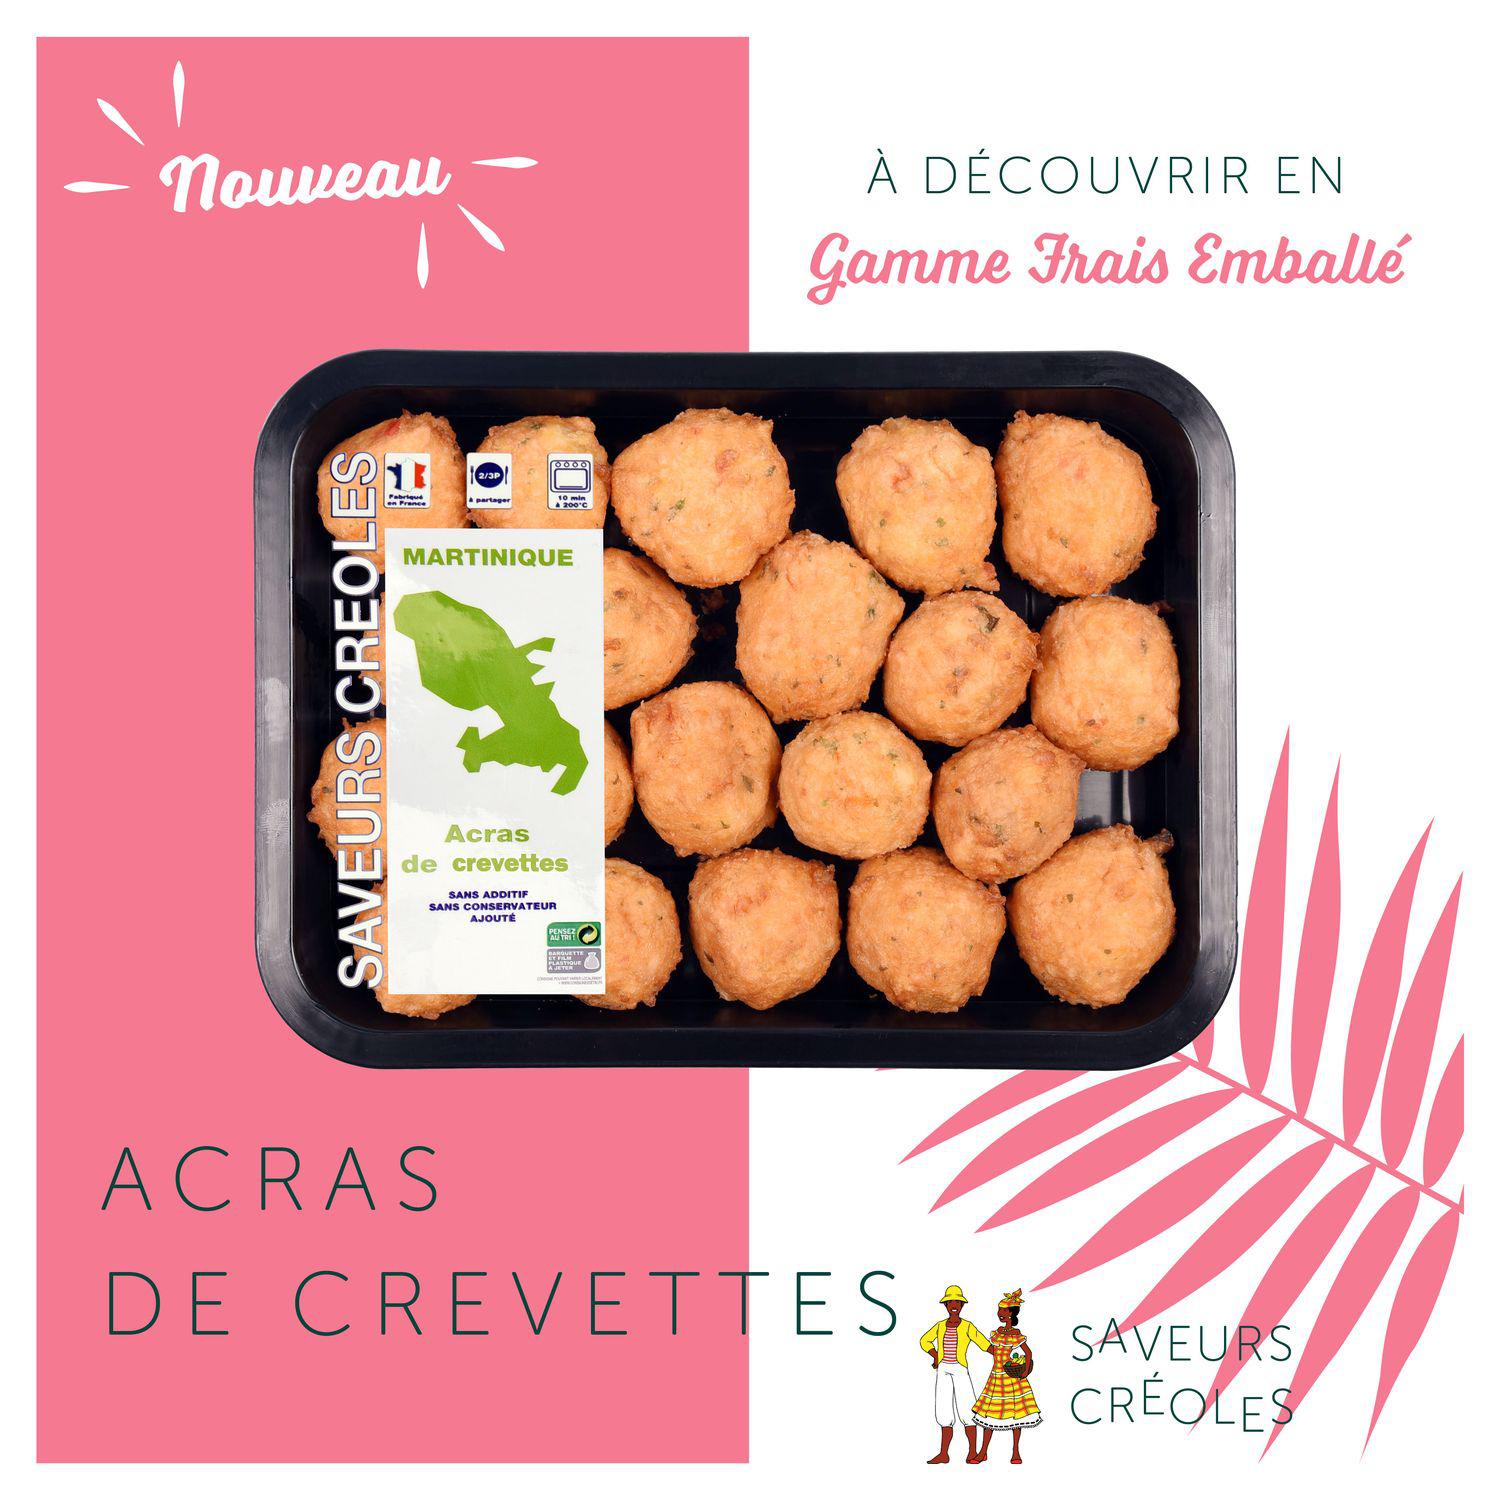 Nouveau
À DÉCOUVRIR EN
Gamme Frais Emballé
SAVEURS CREOLES
Fabriqué
en France
2/3P
à partager
10 min
à 200°C
MARTINIQUE
Acras
de crevettes
SANS ADDITIF
SANS CONSERVATEUR
AJOUTÉ
PENSEZ
AU TRI !
BARQUETTE
ET FILM
PLASTIQUE
À JETER
ACRAS
DE CREVETTES
SAVEURS
CRÉOLES